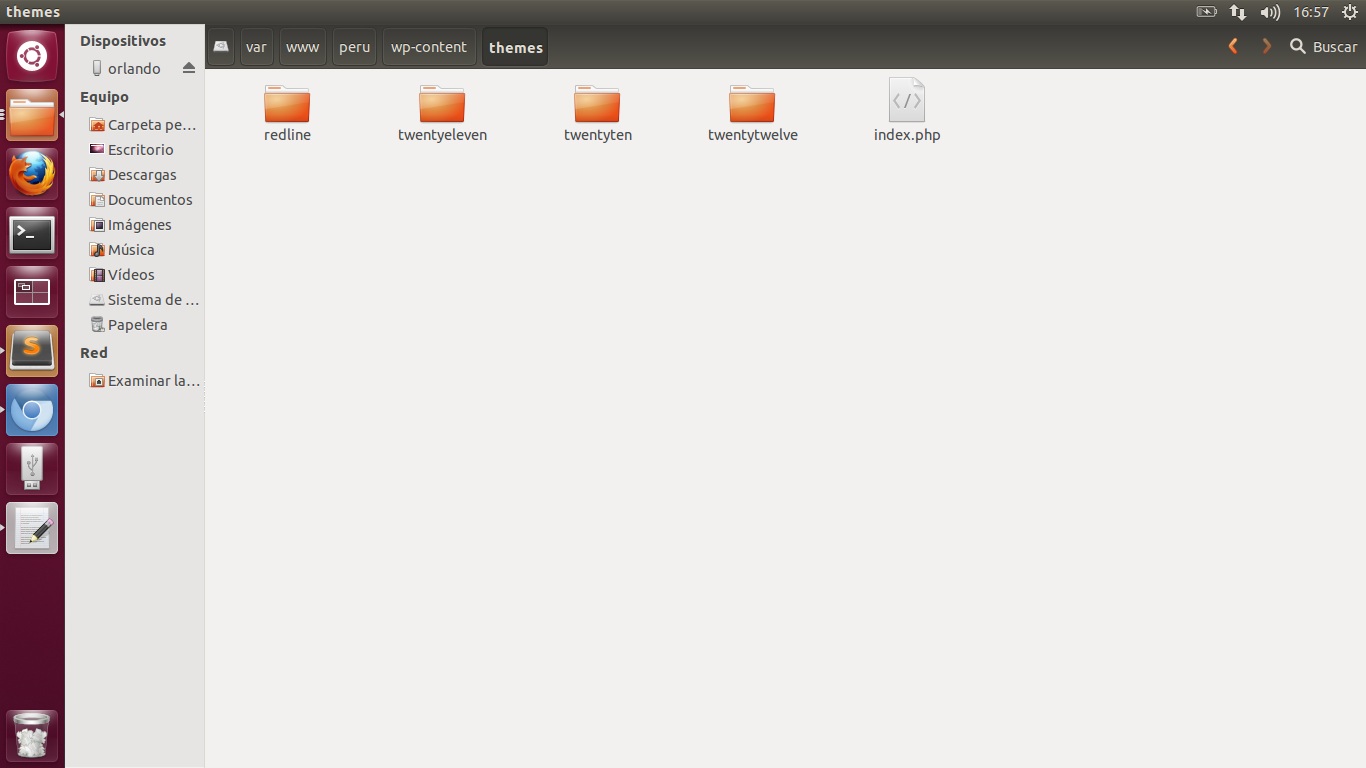 themes
16:57
var www peru wp-content themes
Buscar
Dispositivos
orlando
Equipo
Carpeta pe...
Escritorio
Descargas
Documentos
Imágenes
Música
Vídeos
Sistema de ...
Papelera
Red
Examinar la...
redline twentyeleven twentyten twentytwelve index.php